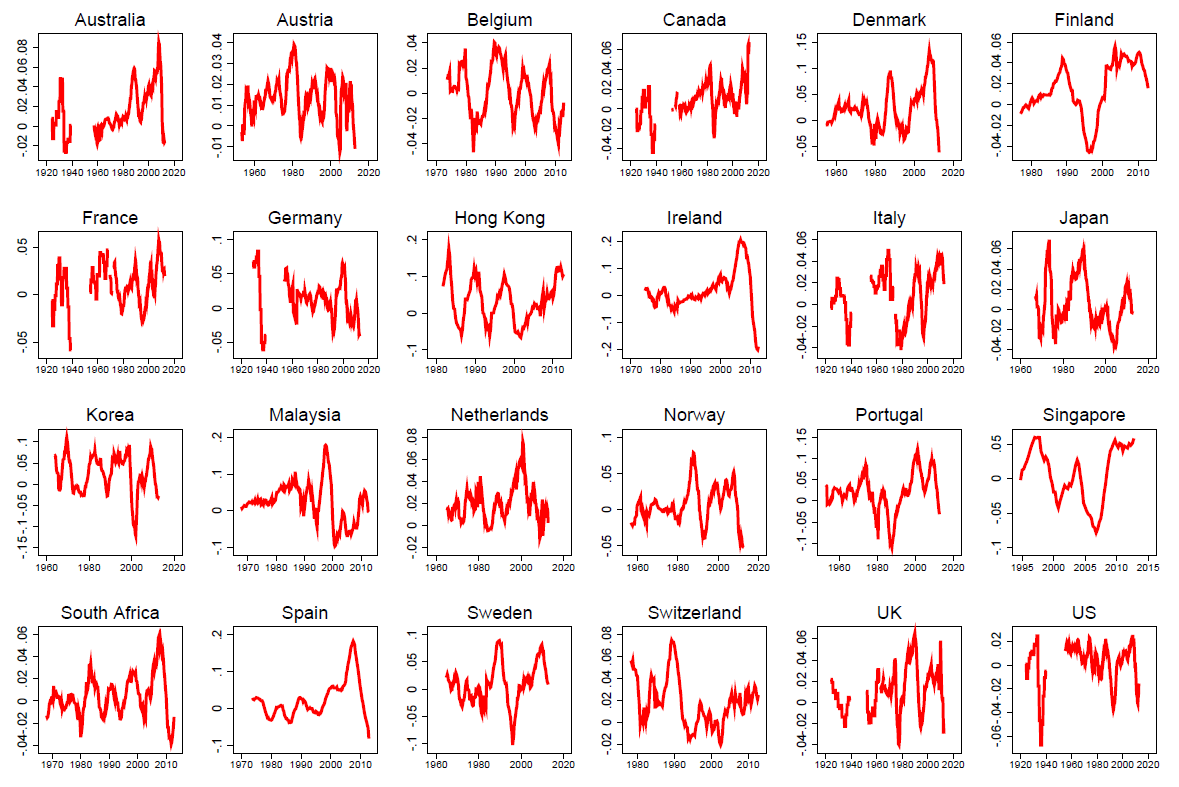 Australia
-.02 0 .02 .04 .06 .08
1920 1940 1960 1980 2000 2020
Austria
-.01 0 .01 .02 .03 .04
1960 1980 2000 2020
Belgium
-.04 -.02 0 .02 .04
1970 1980 1990 2000 2010
Canada
-.04 -.02 0 .02 .04 .06
1920 1940 1960 1980 2000 2020
Denmark
-.05 0 .05 .1 .15
1960 1980 2000 2020
Finland
-.04 -.02 0 .02 .04 .06
1980 1990 2000 2010
France
-.05 0 .05
1920 1940 1960 1980 2000 2020
Germany
-.05 0 .05 .1
1920 1940 1960 1980 2000 2020
Hong Kong
-.1 0 .1 .2
1980 1990 2000 2010
Ireland
-.2 -.1 0 .1 .2
1970 1980 1990 2000 2010
Italy
-.04 -.02 0 .02 .04 .06
1920 1940 1960 1980 2000 2020
Japan
-.04 -.02 0 .02 .04 .06
1960 1980 2000 2020
Korea
-.15 -.1 -.05 0 .05 .1
1960 1980 2000 2020
Malaysia
-.1 0 .1 .2
1970 1980 1990 2000 2010
Netherlands
-.02 0 .02 .04 .06 .08
1960 1980 2000 2020
Norway
-.05 0 .05 .1
1960 1980 2000 2020
Portugal
-.1 -.05 0 .05 .1 .15
1960 1980 2000 2020
Singapore
-.1 -.05 0 .05
1995 2000 2005 2010 2015
South Africa
-.04 -.02 0 .02 .04 .06
1970 1980 1990 2000 2010
Spain
-.1 0 .1 .2
1970 1980 1990 2000 2010
Sweden
-.1 -.05 0 .05 .1
1960 1980 2000 2020
Switzerland
-.02 0 .02 .04 .06 .08
1980 1990 2000 2010
UK
-.04 -.02 0 .02 .04 .06
1920 1940 1960 1980 2000 2020
US
-.06 -.04 -.02 0 .02
1920 1940 1960 1980 2000 2020